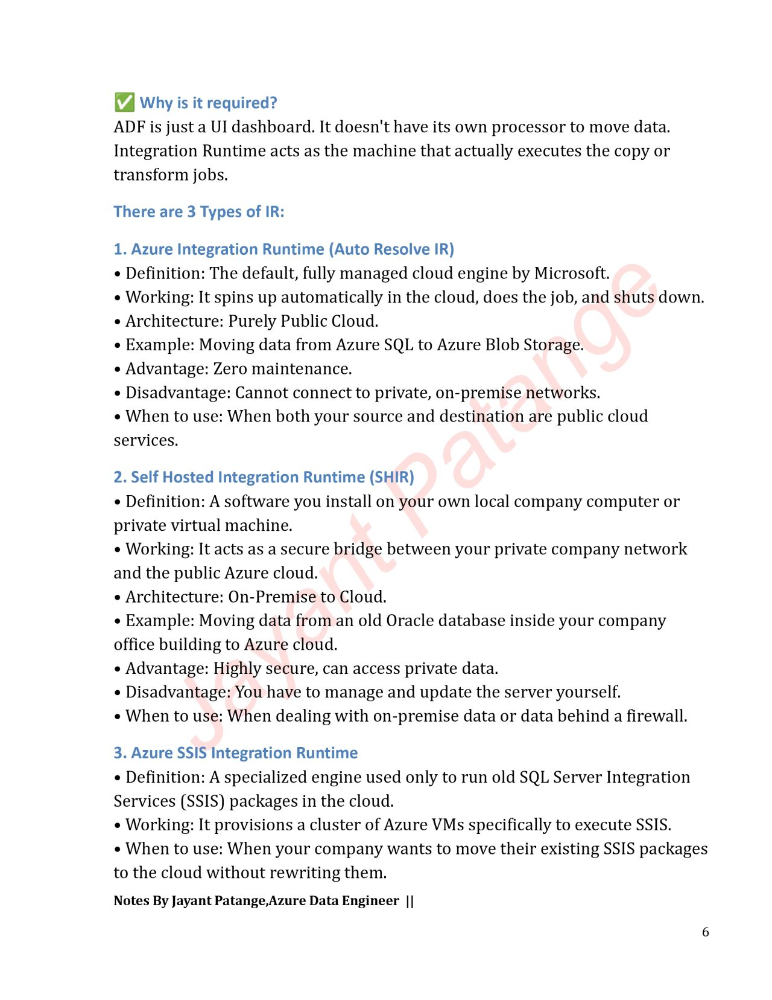 ✅ Why is it required?
ADF is just a UI dashboard. It doesn't have its own processor to move data.
Integration Runtime acts as the machine that actually executes the copy or
transform jobs.
There are 3 Types of IR:
1. Azure Integration Runtime (Auto Resolve IR)
• Definition: The default, fully managed cloud engine by Microsoft.
• Working: It spins up automatically in the cloud, does the job, and shuts down.
• Architecture: Purely Public Cloud.
• Example: Moving data from Azure SQL to Azure Blob Storage.
• Advantage: Zero maintenance.
• Disadvantage: Cannot connect to private, on-premise networks.
• When to use: When both your source and destination are public cloud
services.
2. Self Hosted Integration Runtime (SHIR)
• Definition: A software you install on your own local company computer or
private virtual machine.
• Working: It acts as a secure bridge between your private company network
and the public Azure cloud.
• Architecture: On-Premise to Cloud.
• Example: Moving data from an old Oracle database inside your company
office building to Azure cloud.
• Advantage: Highly secure, can access private data.
• Disadvantage: You have to manage and update the server yourself.
• When to use: When dealing with on-premise data or data behind a firewall.
3. Azure SSIS Integration Runtime
• Definition: A specialized engine used only to run old SQL Server Integration
Services (SSIS) packages in the cloud.
• Working: It provisions a cluster of Azure VMs specifically to execute SSIS.
• When to use: When your company wants to move their existing SSIS packages
to the cloud without rewriting them.
Notes By Jayant Patange,Azure Data Engineer ||
6
Jayant Patange